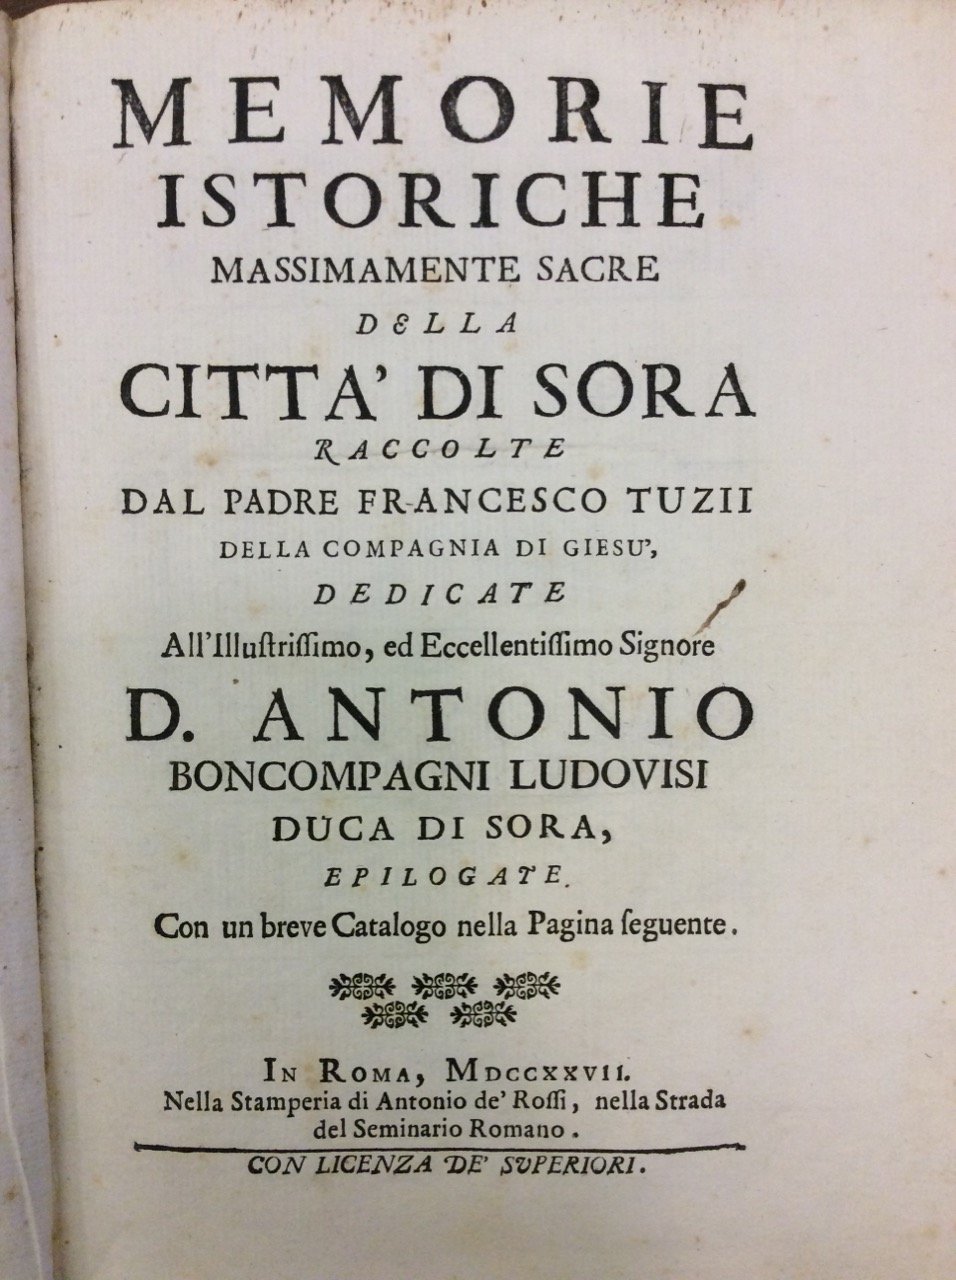 MEMORIE
ISTORICHE
MASSIMAMENTE SACRE
DELLA
CITTA' DI SORA
RACCOLTE
DAL PADRE FRANCESCO TUZII
DELLA COMPAGNIA DI GIESU',
DEDICATE
All'Illuſtriſſimo, ed Eccellentiſſimo Signore
D. ANTONIO
BONCOMPAGNI LUDOVISI
DUCA DI SORA,
EPILOGATE.
Con un breve Catalogo nella Pagina ſeguente.
IN ROMA, MDCCXXVII.
Nella Stamperia di Antonio de' Roſſi, nella Strada
del Seminario Romano.
CON LICENZA DE' SVPERIORI.